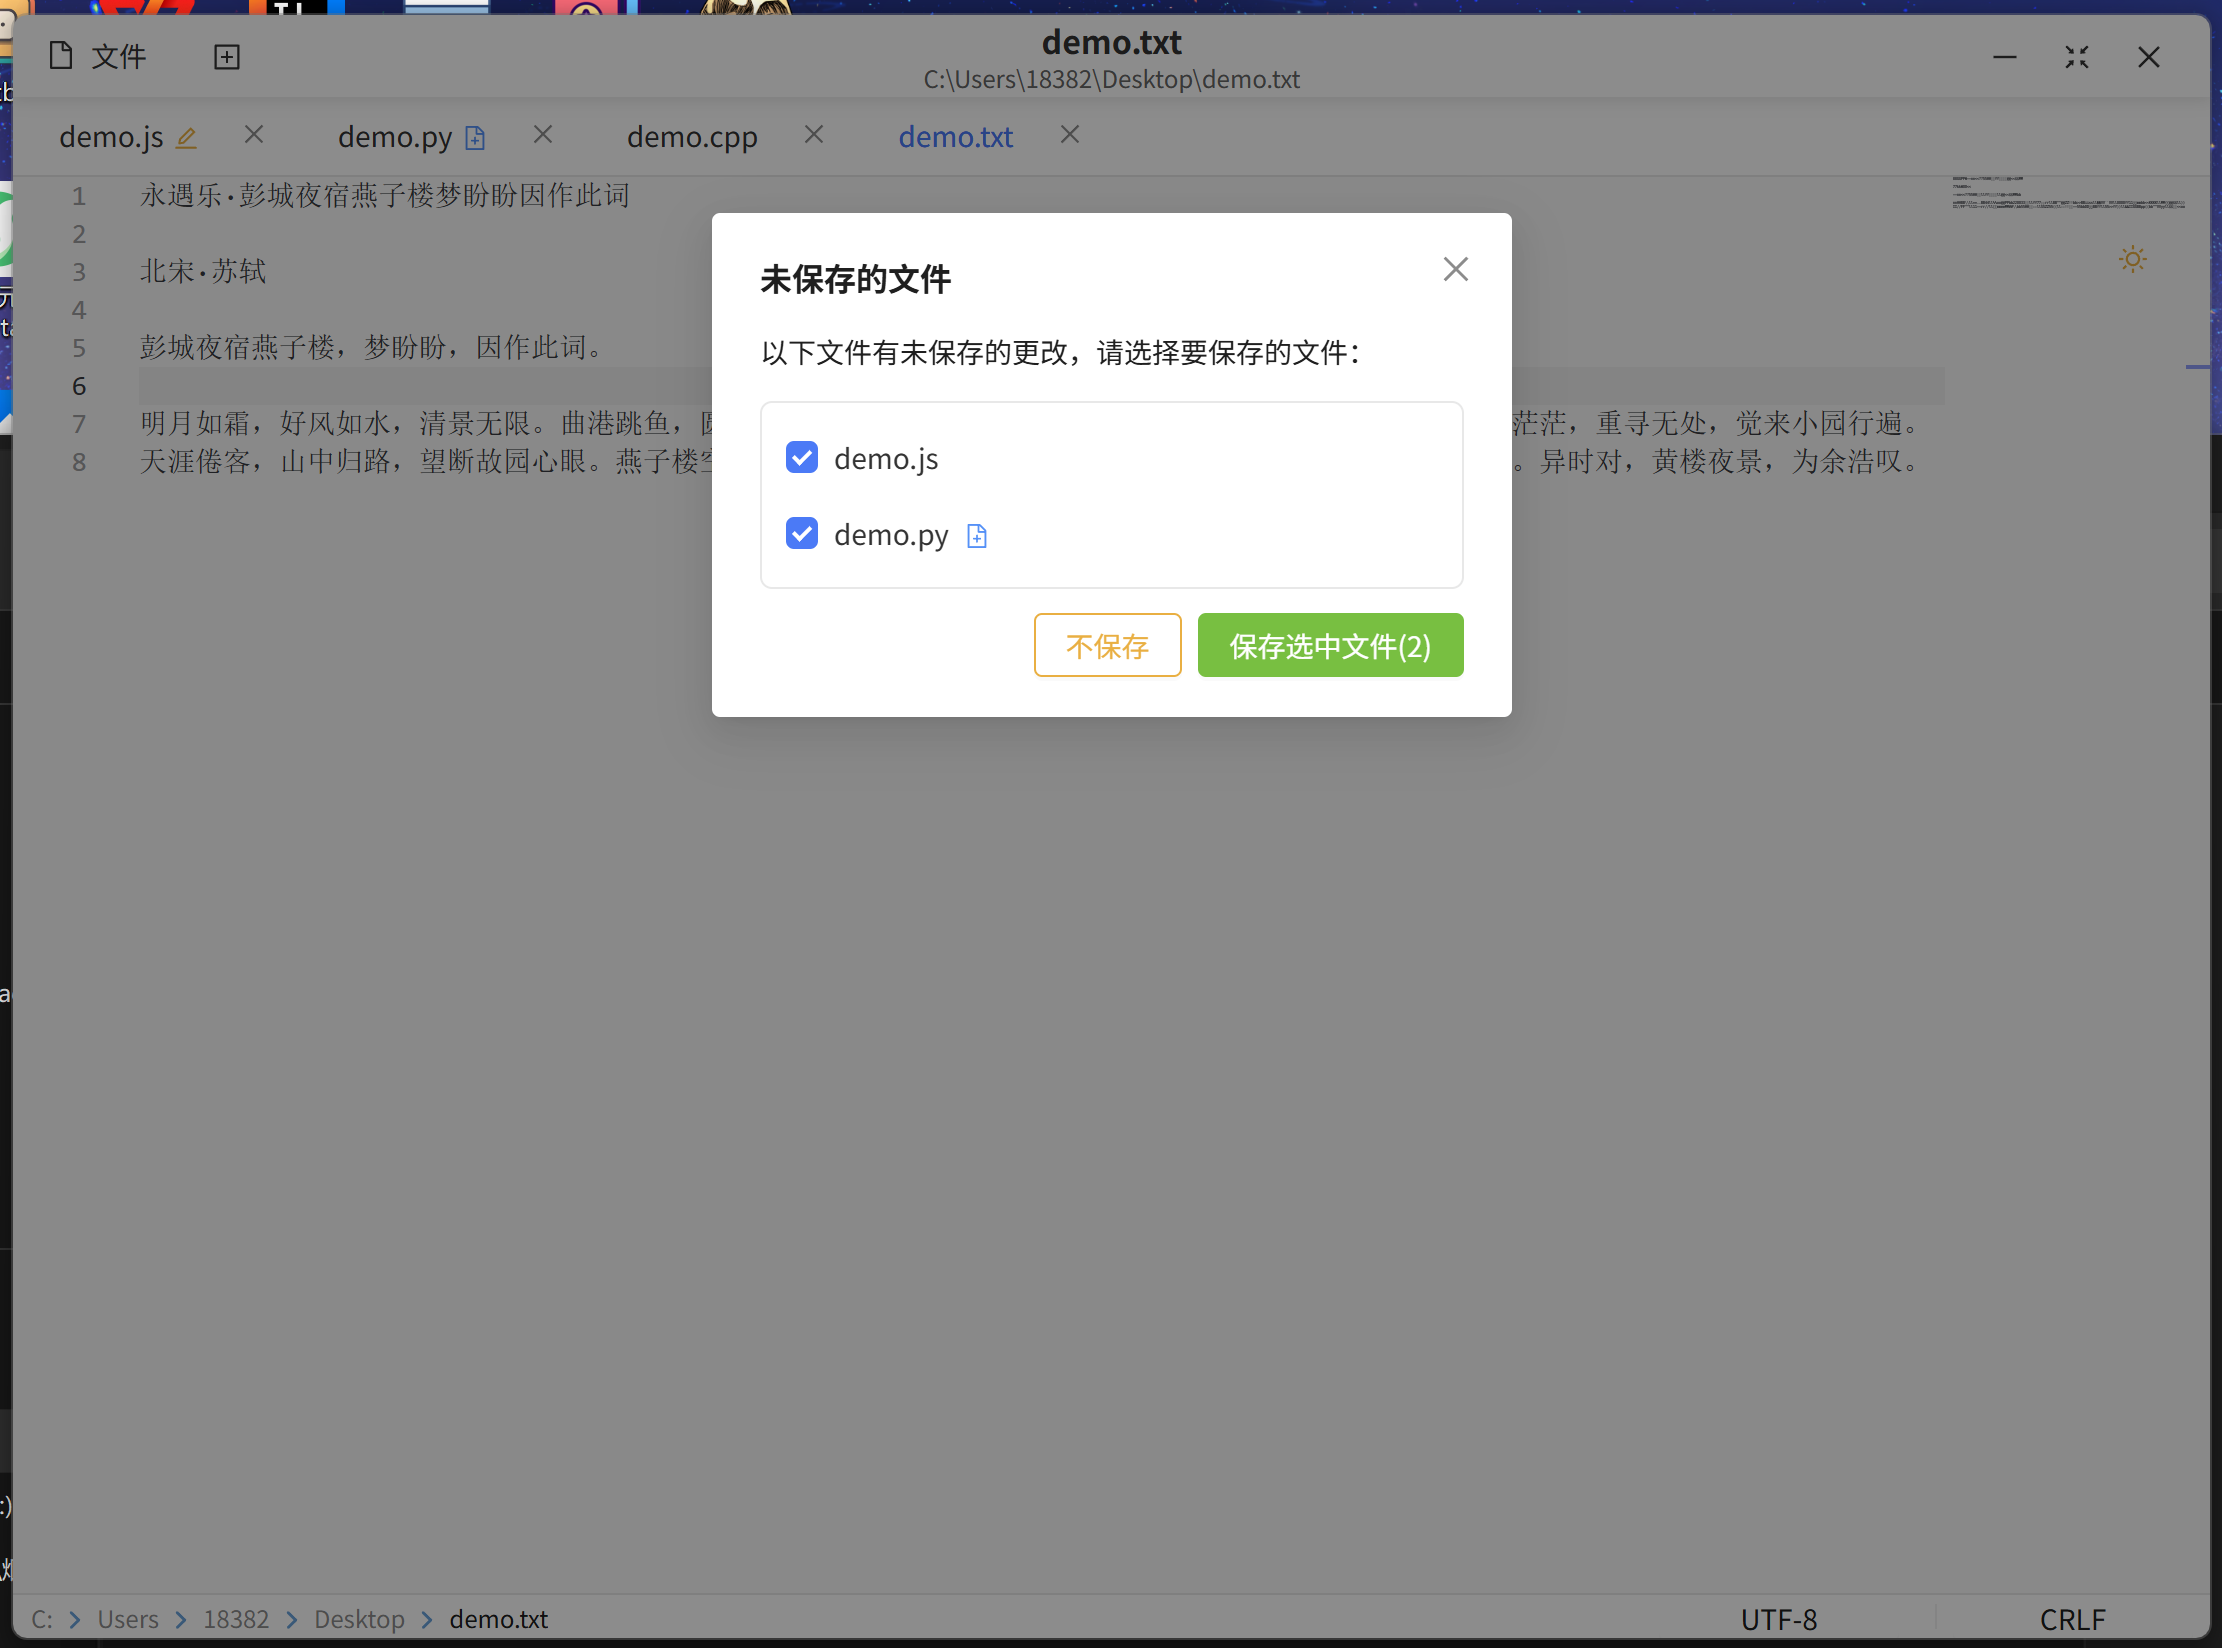 文件
demo.txt
C:\Users\18382\Desktop\demo.txt
demo.js
demo.py
demo.cpp
demo.txt
1 永遇乐·彭城夜宿燕子楼梦盼盼因作此词
2
3 北宋·苏轼
4
5 彭城夜宿燕子楼，梦盼盼，因作此词。
6
7 明月如霜，好风如水，清景无限。曲港跳鱼， 茫茫，重寻无处，觉来小园行遍。
8 天涯倦客，山中归路，望断故园心眼。燕子楼 。异时对，黄楼夜景，为余浩叹。
未保存的文件
以下文件有未保存的更改，请选择要保存的文件：
demo.js
demo.py
不保存
保存选中文件(2)
C: > Users > 18382 > Desktop > demo.txt
UTF-8
CRLF